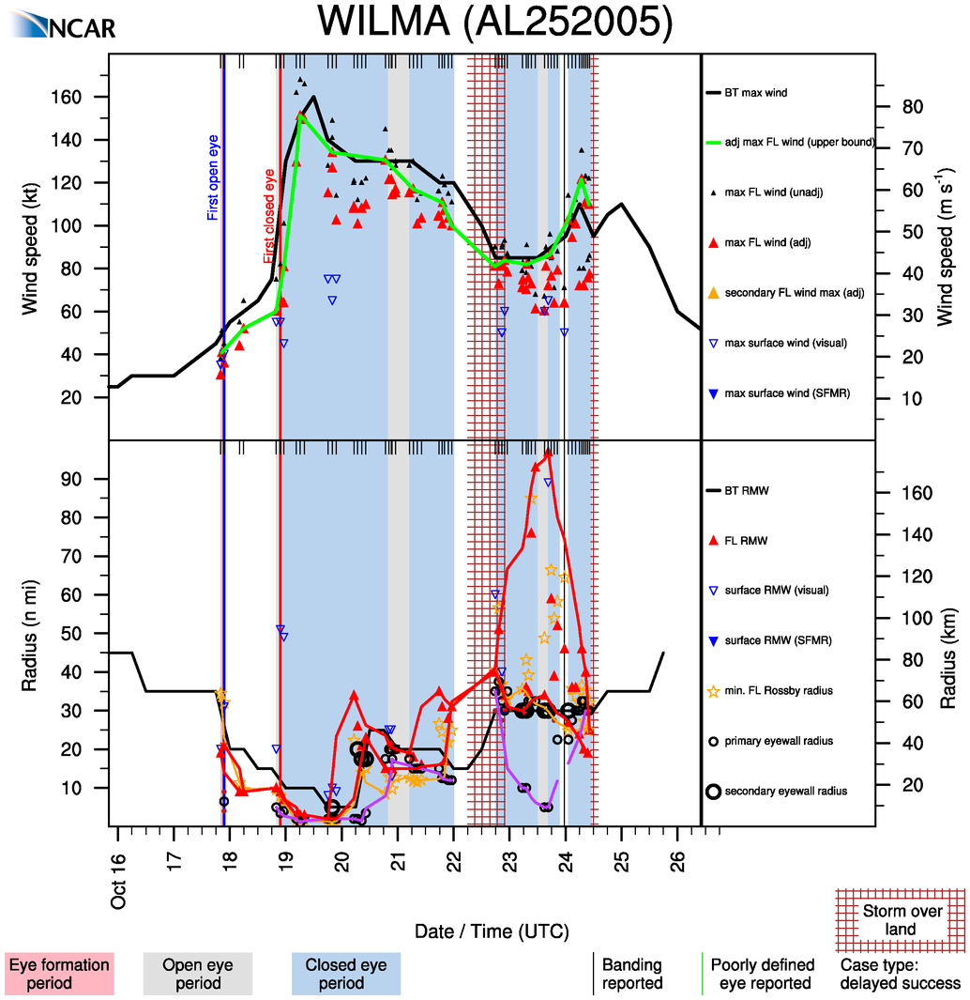 NCAR
WILMA (AL252005)
Wind speed (kt)
160
140
120
100
80
60
40
20
First open eye
First closed eye
80
70
60
50
40
30
20
10
Wind speed (m s-1)
BT max wind
adj max FL wind (upper bound)
max FL wind (unadj)
max FL wind (adj)
secondary FL wind max (adj)
max surface wind (visual)
max surface wind (SFMR)
Radius (n mi)
90
80
70
60
50
40
30
20
10
160
140
120
100
80
60
40
20
Radius (km)
BT RMW
FL RMW
surface RMW (visual)
surface RMW (SFMR)
min. FL Rossby radius
primary eyewall radius
secondary eyewall radius
Oct 16
17
18
19
20
21
22
23
24
25
26
Date / Time (UTC)
Storm over
land
Eye formation
period
Open eye
period
Closed eye
period
Banding
reported
Poorly defined
eye reported
Case type:
delayed success